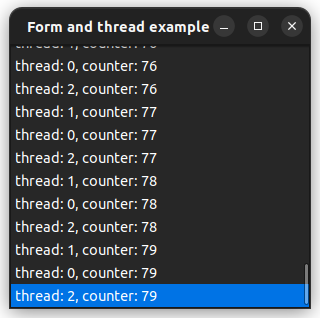 Form and thread example
thread: 1, counter: 76
thread: 0, counter: 76
thread: 2, counter: 76
thread: 1, counter: 77
thread: 0, counter: 77
thread: 2, counter: 77
thread: 1, counter: 78
thread: 0, counter: 78
thread: 2, counter: 78
thread: 1, counter: 79
thread: 0, counter: 79
thread: 2, counter: 79